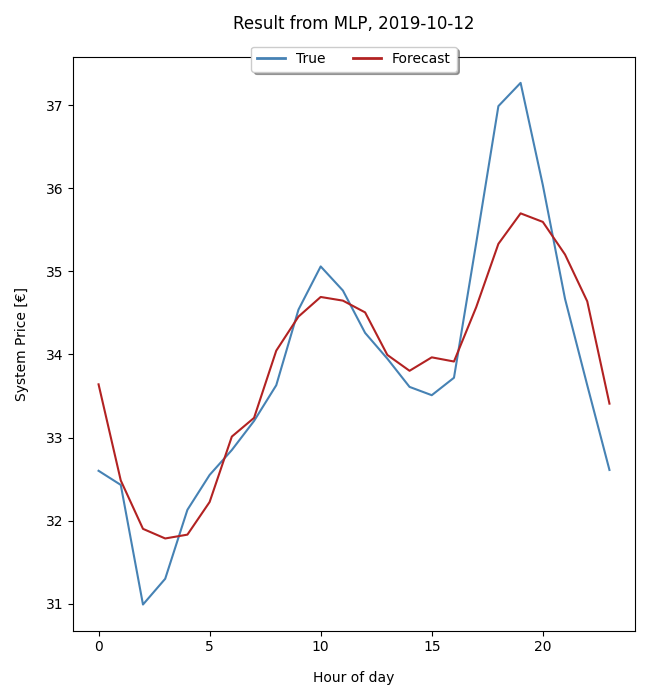 Result from MLP, 2019-10-12
True Forecast
37
36
35
34
33
32
31
System Price [€]
0 5 10 15 20
Hour of day